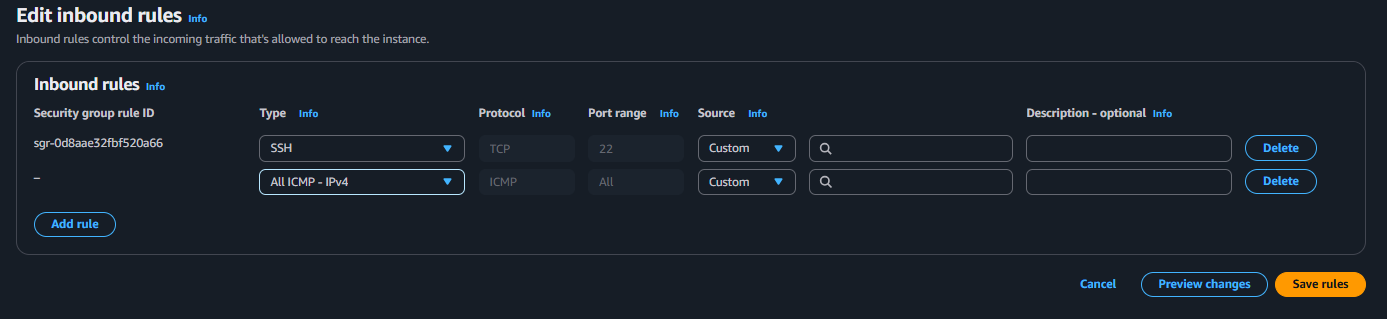 Edit inbound rules Info
Inbound rules control the incoming traffic that's allowed to reach the instance.
Inbound rules Info
Security group rule ID Type Info Protocol Info Port range Info Source Info Description - optional Info
sgr-0d8aae32fbf520a66 SSH TCP 22 Custom Delete
– All ICMP - IPv4 ICMP All Custom Delete
Add rule
Cancel Preview changes Save rules